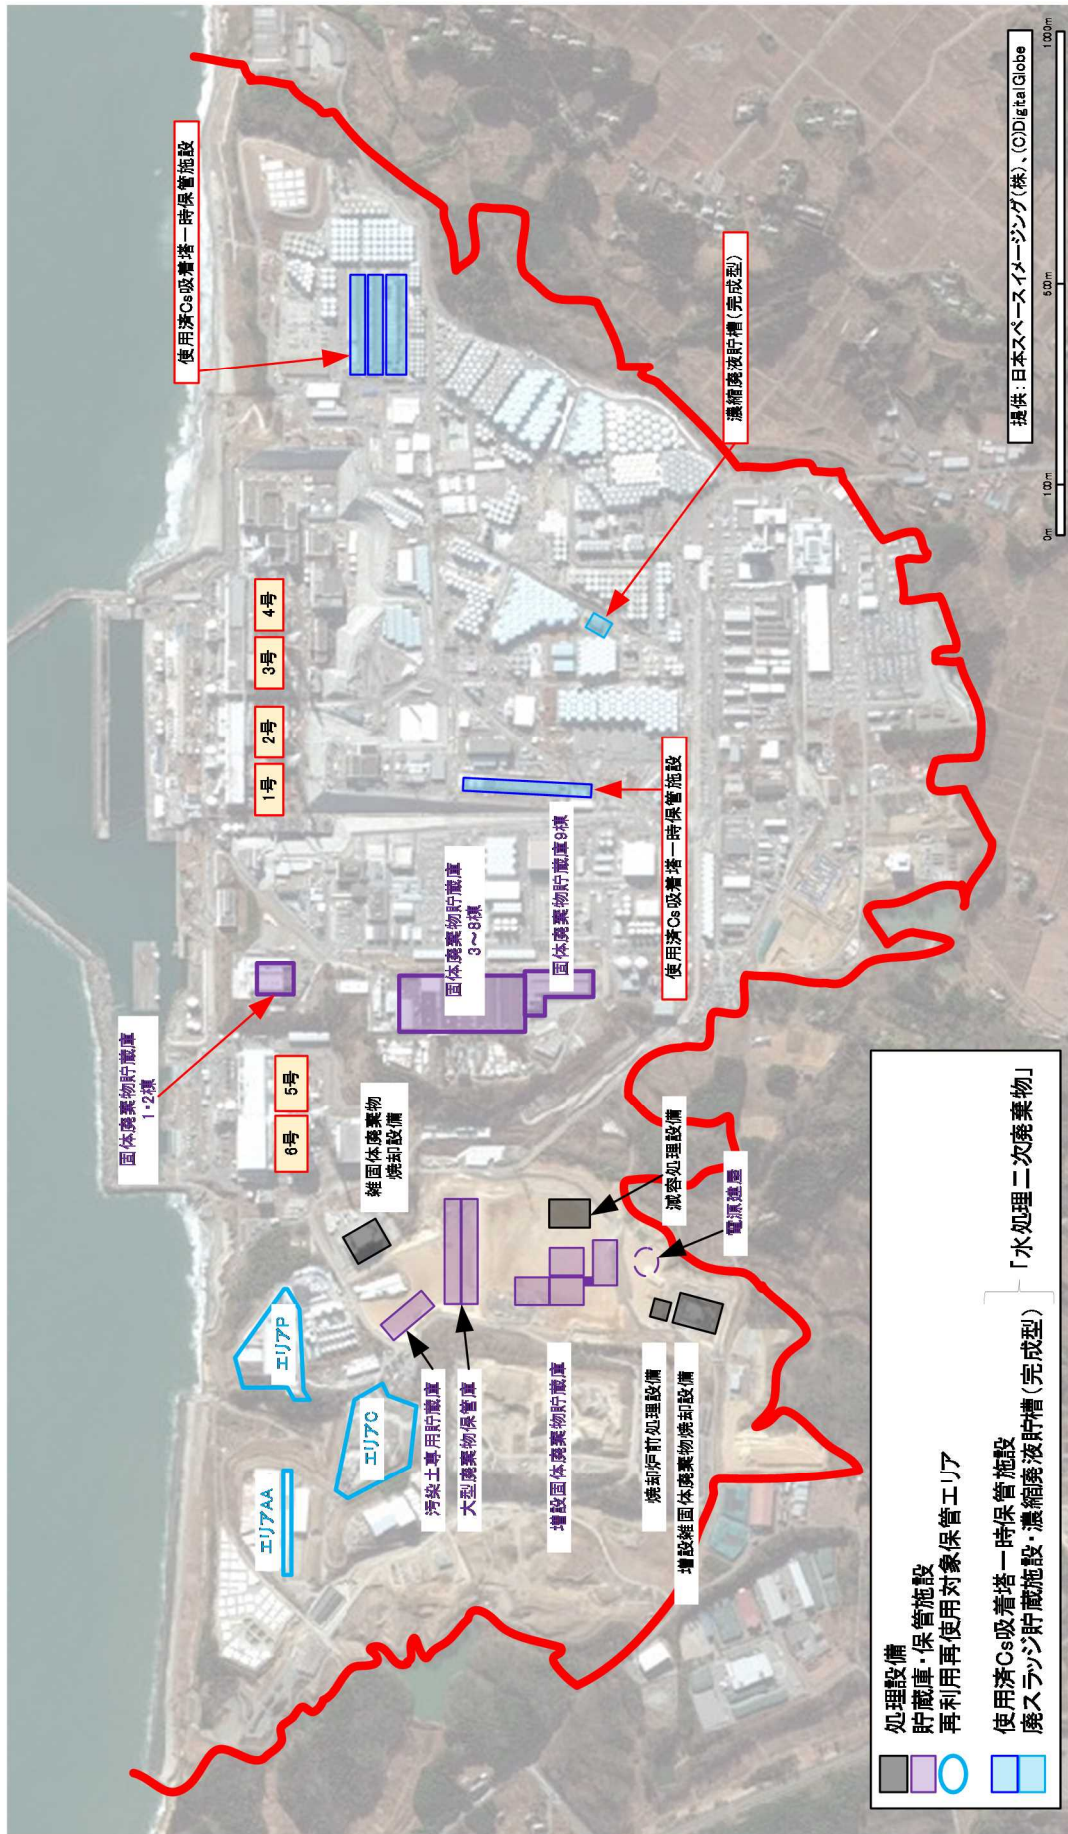 使用済Cs吸着塔一時保管施設
固体廃棄物貯蔵庫
1・2棟
6号
5号
1号
2号
3号
4号
エリアAA
エリアP
エリアC
雑固体廃棄物
焼却設備
固体廃棄物貯蔵庫
3～8棟
固体廃棄物貯蔵庫9棟
汚染土専用貯蔵庫
大型廃棄物保管庫
増設固体廃棄物貯蔵庫
焼却炉前処理設備
増設雑固体廃棄物焼却設備
減容処理設備
電源建屋
使用済Cs吸着塔一時保管施設
濃縮廃液貯槽(完成型)
処理設備
貯蔵庫・保管施設
再利用再使用対象保管エリア
使用済Cs吸着塔一時保管施設
廃スラッジ貯蔵施設・濃縮廃液貯槽(完成型)
「水処理二次廃棄物」
提供:日本スペースイメージング(株)、(C)DigitalGlobe
0m
100m
500m
1000m